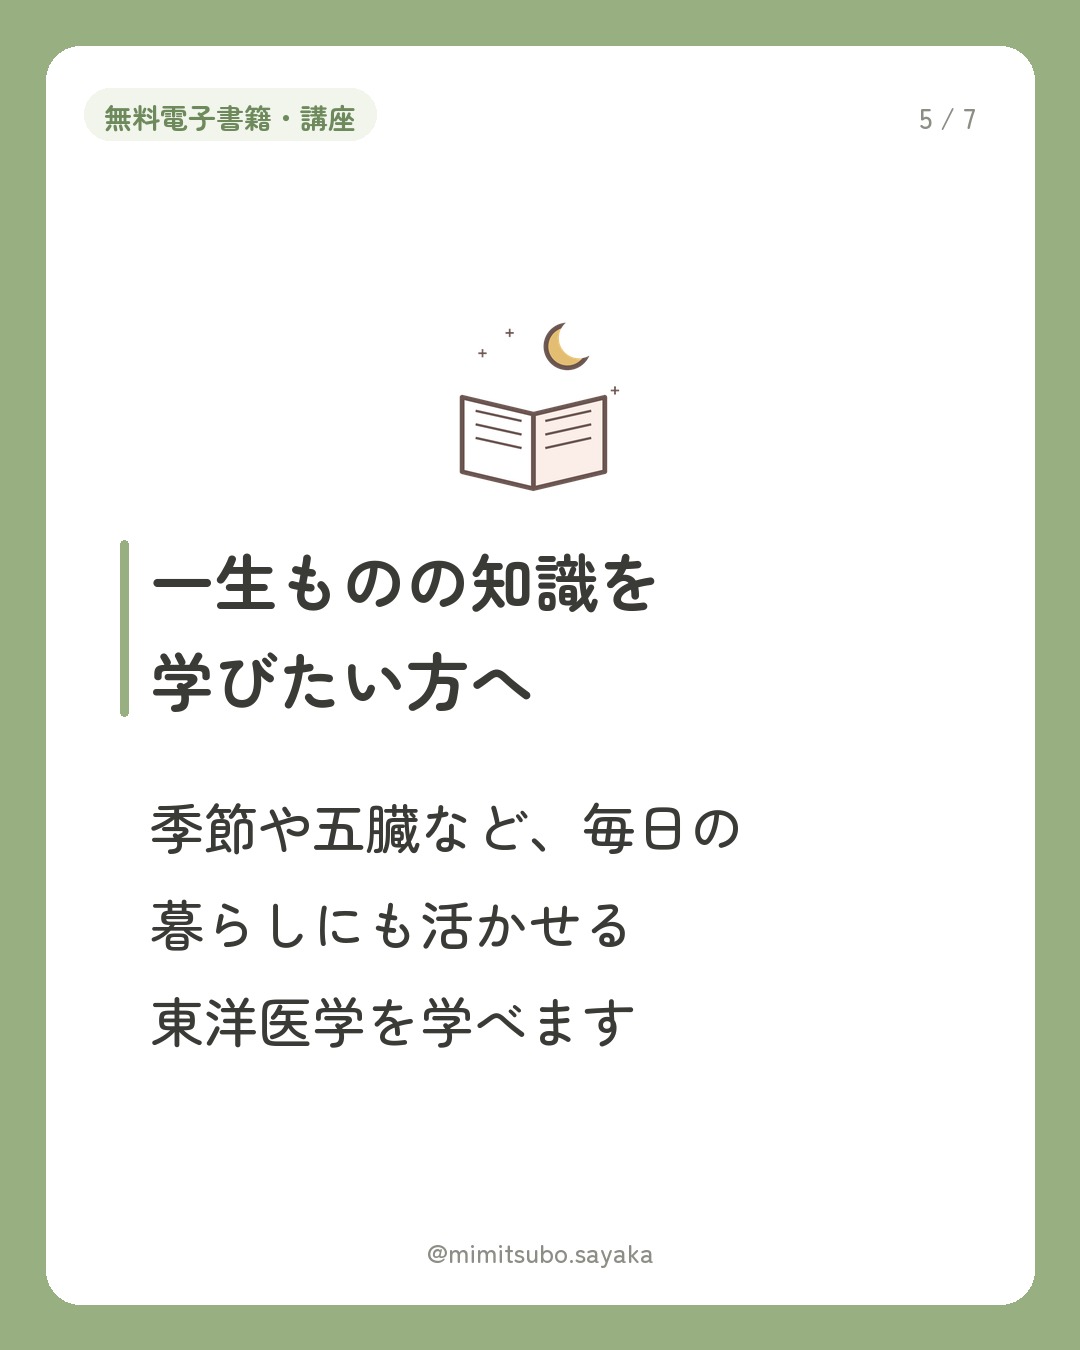 無料電子書籍・講座
5 / 7
一生ものの知識を
学びたい方へ
季節や五臓など、毎日の
暮らしにも活かせる
東洋医学を学べます
@mimitsubo.sayaka